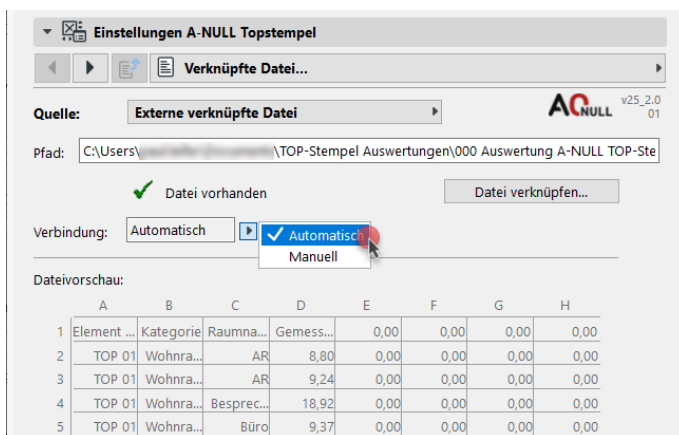 Einstellungen A-NULL Topstempel
Verknüpfte Datei...
Quelle: Externe verknüpfte Datei
A NULL v25_2.0
01
Pfad: C:\Users\ \TOP-Stempel Auswertungen\000 Auswertung A-NULL TOP-Ste
Datei vorhanden Datei verknüpfen...
Verbindung: Automatisch Automatisch
Manuell
Dateivorschau:
A B C D E F G H
1 Element ... Kategorie Raumna... Gemess... 0,00 0,00 0,00 0,00
2 TOP 01 Wohnra... AR 8,80 0,00 0,00 0,00 0,00
3 TOP 01 Wohnra... AR 9,24 0,00 0,00 0,00 0,00
4 TOP 01 Wohnra... Besprec... 18,92 0,00 0,00 0,00 0,00
5 TOP 01 Wohnra... Büro 9,37 0,00 0,00 0,00 0,00